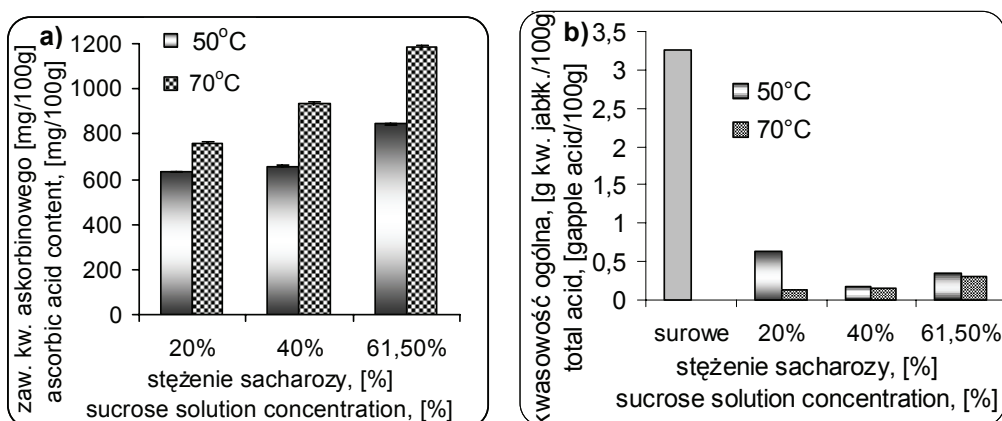 a)
zaw. kw. askorbinowego [mg/100g]
ascorbic acid content, [mg/100g]
1200
1000
800
600
400
200
0
50°C
70°C
20% 40% 61,50%
stężenie sacharozy, [%]
sucrose solution concentration, [%]
b)
kwasowość ogólna, [g kw. jabłk./100g]
total acid, [gapple acid/100g]
3,5
3
2,5
2
1,5
1
0,5
0
50°C
70°C
surowe 20% 40% 61,50%
stężenie sacharozy, [%]
sucrose solution concentration, [%]